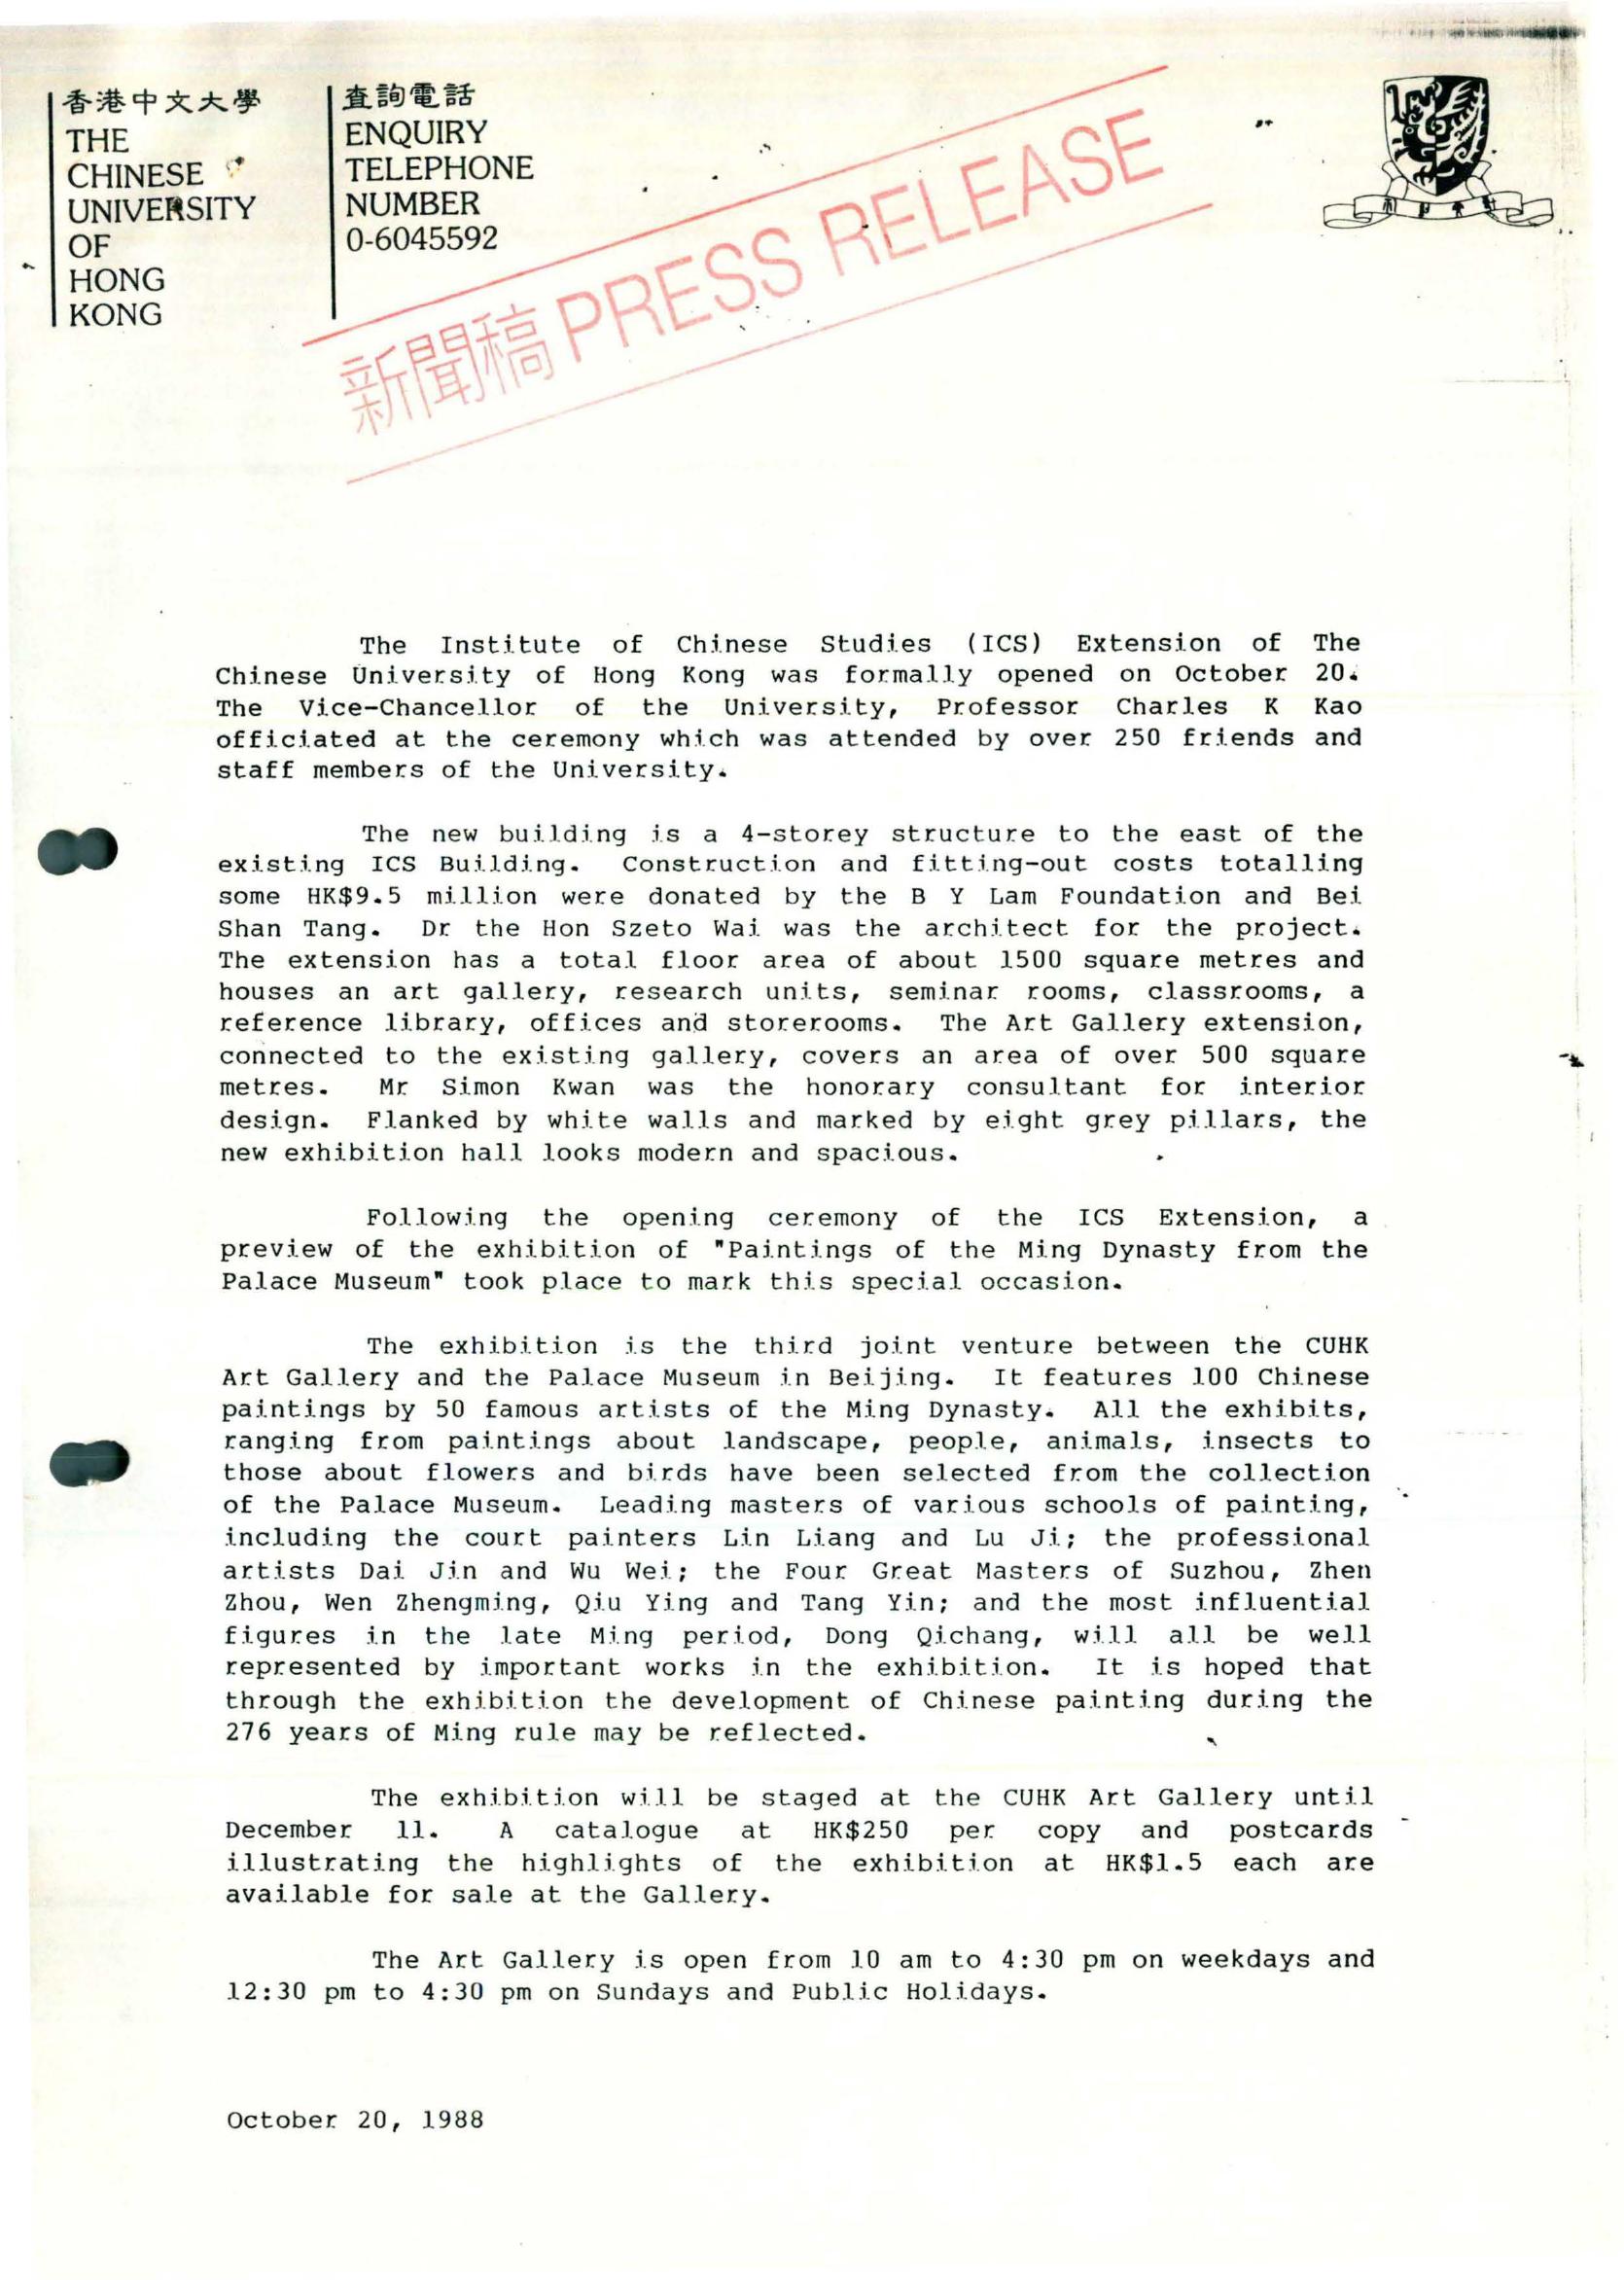 香港中文大學
THE
CHINESE
UNIVERSITY
OF
HONG
KONG
查詢電話
ENQUIRY
TELEPHONE
NUMBER
0-6045592
新聞稿 PRESS RELEASE
The Institute of Chinese Studies (ICS) Extension of The
Chinese University of Hong Kong was formally opened on October 20.
The Vice-Chancellor of the University, Professor Charles K Kao
officiated at the ceremony which was attended by over 250 friends and
staff members of the University.
The new building is a 4-storey structure to the east of the
existing ICS Building. Construction and fitting-out costs totalling
some HK$9.5 million were donated by the B Y Lam Foundation and Bei
Shan Tang. Dr the Hon Szeto Wai was the architect for the project.
The extension has a total floor area of about 1500 square metres and
houses an art gallery, research units, seminar rooms, classrooms, a
reference library, offices and storerooms. The Art Gallery extension,
connected to the existing gallery, covers an area of over 500 square
metres. Mr Simon Kwan was the honorary consultant for interior
design. Flanked by white walls and marked by eight grey pillars, the
new exhibition hall looks modern and spacious.
Following the opening ceremony of the ICS Extension, a
preview of the exhibition of "Paintings of the Ming Dynasty from the
Palace Museum" took place to mark this special occasion.
The exhibition is the third joint venture between the CUHK
Art Gallery and the Palace Museum in Beijing. It features 100 Chinese
paintings by 50 famous artists of the Ming Dynasty. All the exhibits,
ranging from paintings about landscape, people, animals, insects to
those about flowers and birds have been selected from the collection
of the Palace Museum. Leading masters of various schools of painting,
including the court painters Lin Liang and Lu Ji; the professional
artists Dai Jin and Wu Wei; the Four Great Masters of Suzhou, Zhen
Zhou, Wen Zhengming, Qiu Ying and Tang Yin; and the most influential
figures in the late Ming period, Dong Qichang, will all be well
represented by important works in the exhibition. It is hoped that
through the exhibition the development of Chinese painting during the
276 years of Ming rule may be reflected.
The exhibition will be staged at the CUHK Art Gallery until
December 11. A catalogue at HK$250 per copy and postcards
illustrating the highlights of the exhibition at HK$1.5 each are
available for sale at the Gallery.
The Art Gallery is open from 10 am to 4:30 pm on weekdays and
12:30 pm to 4:30 pm on Sundays and Public Holidays.
October 20, 1988